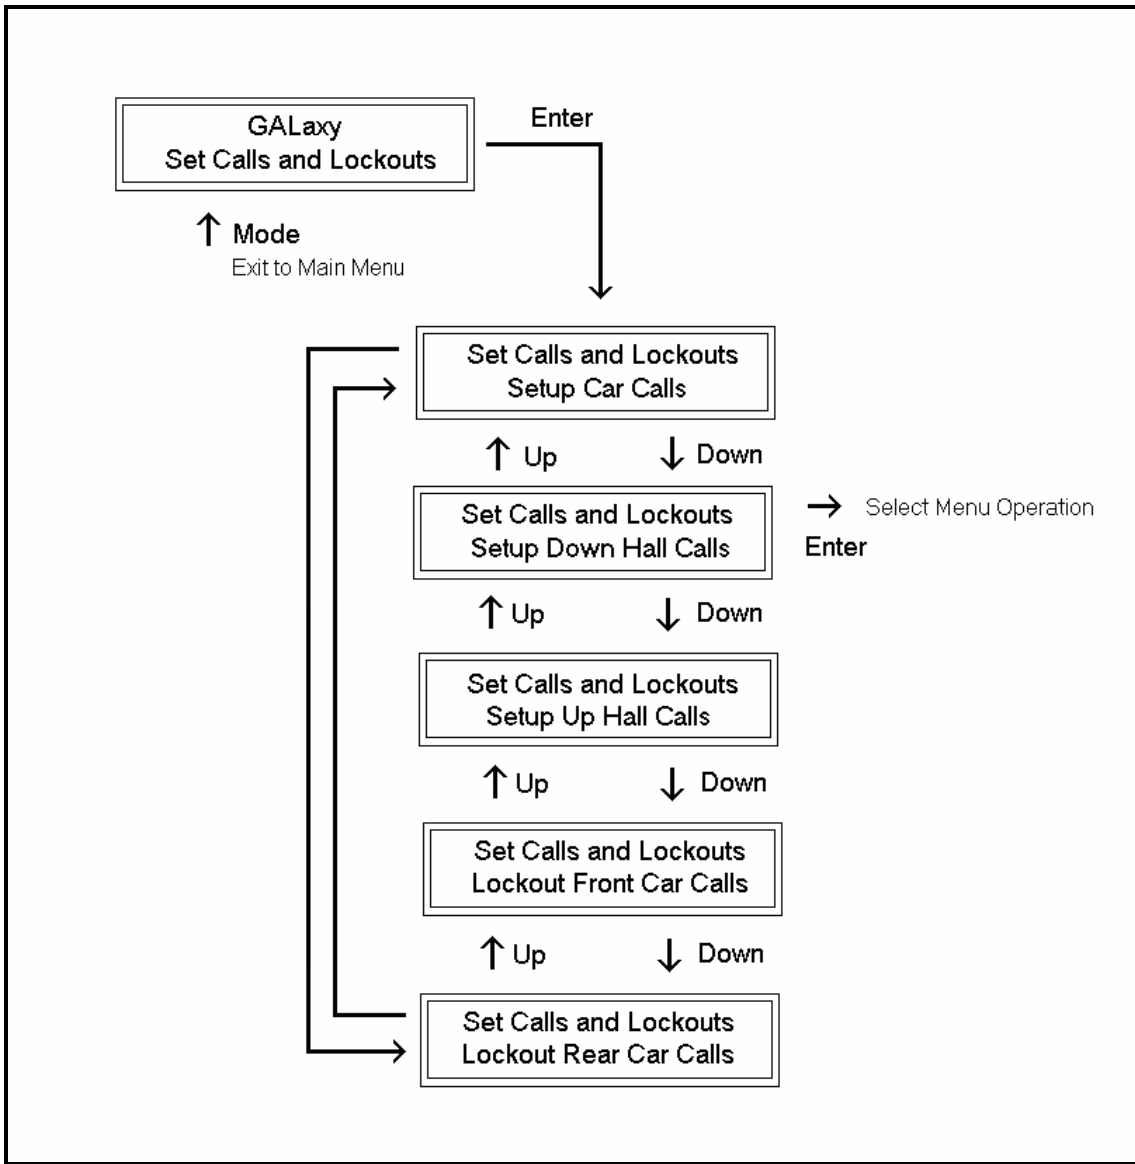 GALaxy
Set Calls and Lockouts
Enter
Mode
Exit to Main Menu
Set Calls and Lockouts
Setup Car Calls
Up
Down
Set Calls and Lockouts
Setup Down Hall Calls
Select Menu Operation
Enter
Up
Down
Set Calls and Lockouts
Setup Up Hall Calls
Up
Down
Set Calls and Lockouts
Lockout Front Car Calls
Up
Down
Set Calls and Lockouts
Lockout Rear Car Calls